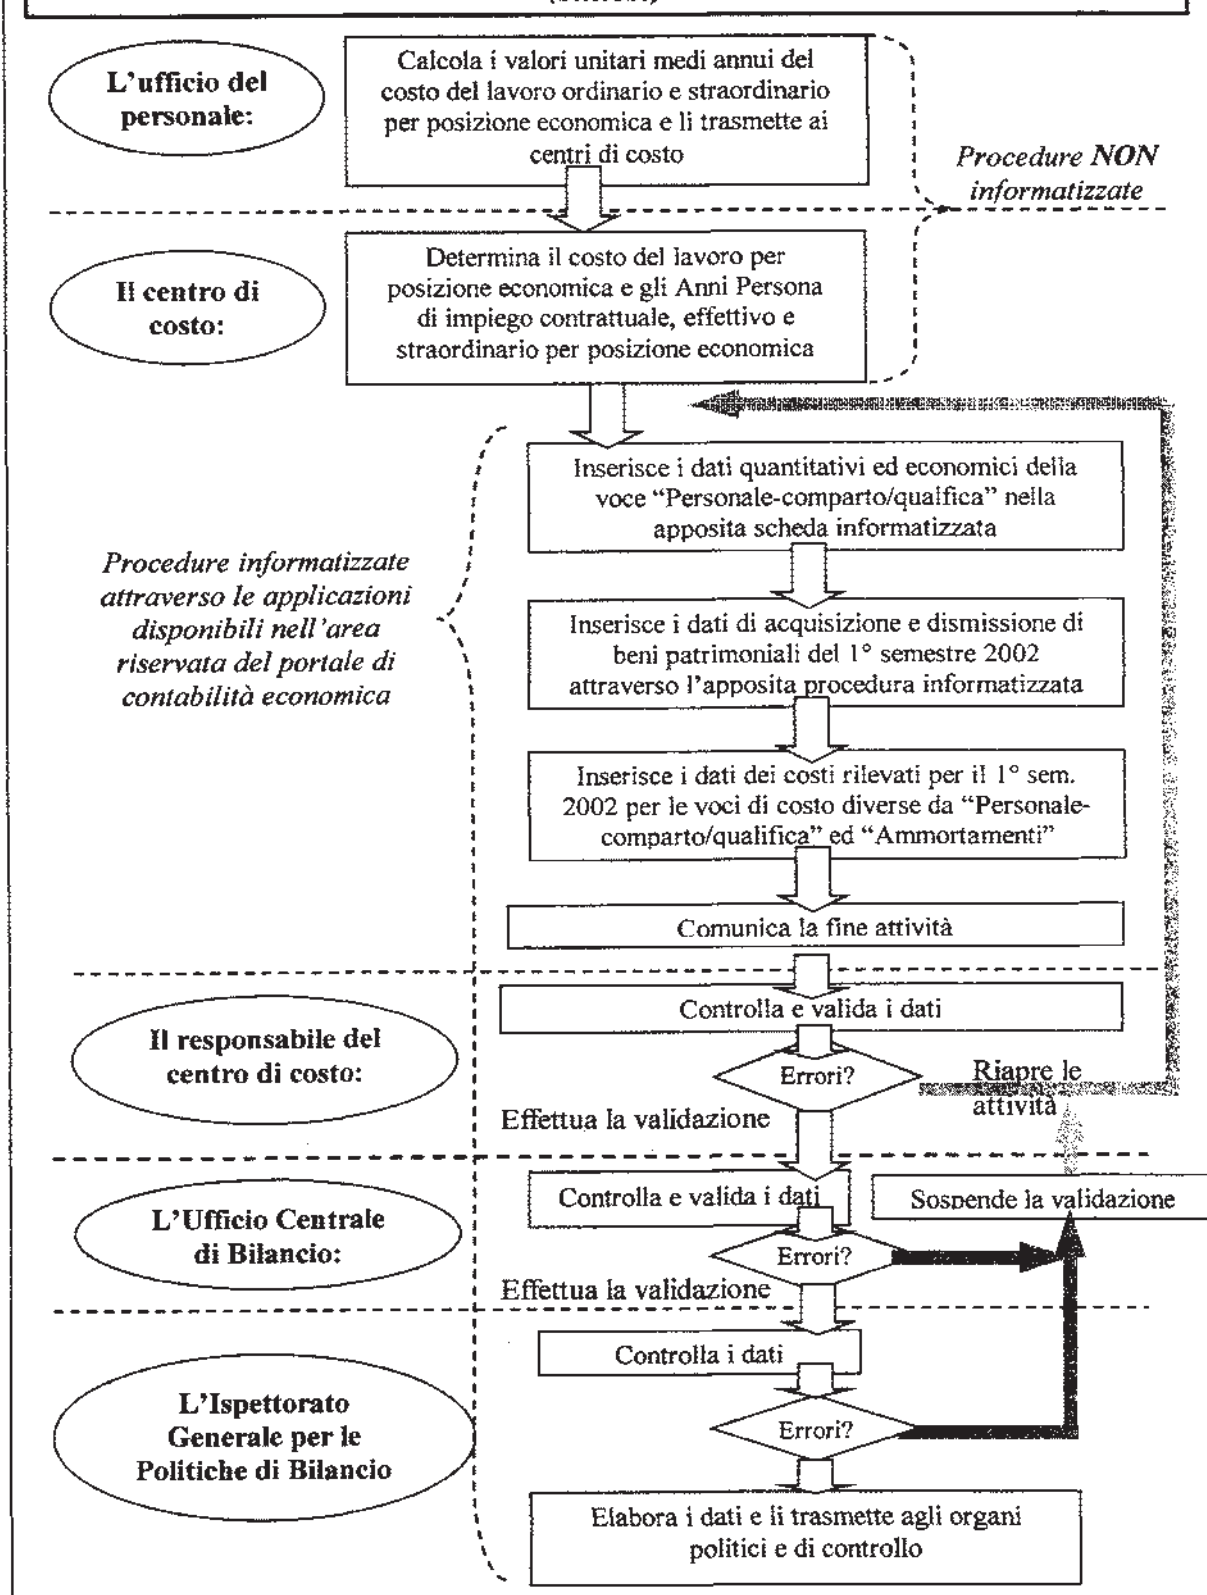 L'ufficio del
personale:
Calcola i valori unitari medi annui del
costo del lavoro ordinario e straordinario
per posizione economica e li trasmette ai
centri di costo
Procedure NON
informatizzate
Il centro di
costo:
Determina il costo del lavoro per
posizione economica e gli Anni Persona
di impiego contrattuale, effettivo e
straordinario per posizione economica
Inserisce i dati quantitativi ed economici della
voce “Personale-comparto/qualfica” nella
apposita scheda informatizzata
Procedure informatizzate
attraverso le applicazioni
disponibili nell'area
riservata del portale di
contabilità economica
Inserisce i dati di acquisizione e dismissione di
beni patrimoniali del 1° semestre 2002
attraverso l'apposita procedura informatizzata
Inserisce i dati dei costi rilevati per il 1° sem.
2002 per le voci di costo diverse da “Personale-
comparto/qualifica” ed “Ammortamenti”
Comunica la fine attività
Il responsabile del
centro di costo:
Controlla e valida i dati
Errori?
Riapre le
attività
Effettua la validazione
L'Ufficio Centrale
di Bilancio:
Controlla e valida i dati
Sospende la validazione
Errori?
Effettua la validazione
L'Ispettorato
Generale per le
Politiche di Bilancio
Controlla i dati
Errori?
Elabora i dati e li trasmette agli organi
politici e di controllo